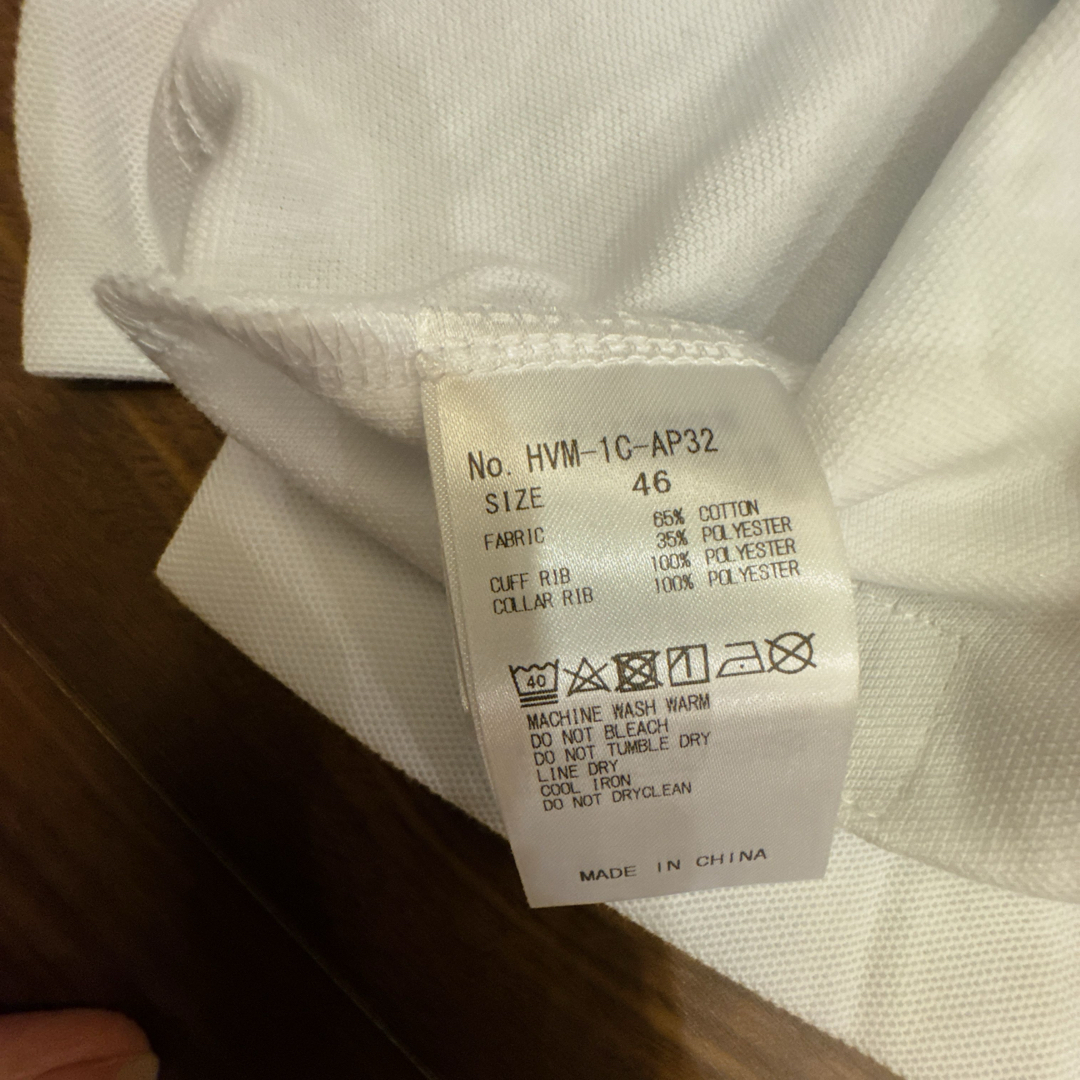 No. HVM-1C-AP32
SIZE 46
FABRIC 65% COTTON
35% POLYESTER
CUFF RIB 100% POLYESTER
COLLAR RIB 100% POLYESTER
40
MACHINE WASH WARM
DO NOT BLEACH
DO NOT TUMBLE DRY
LINE DRY
COOL IRON
DO NOT DRYCLEAN
MADE IN CHINA